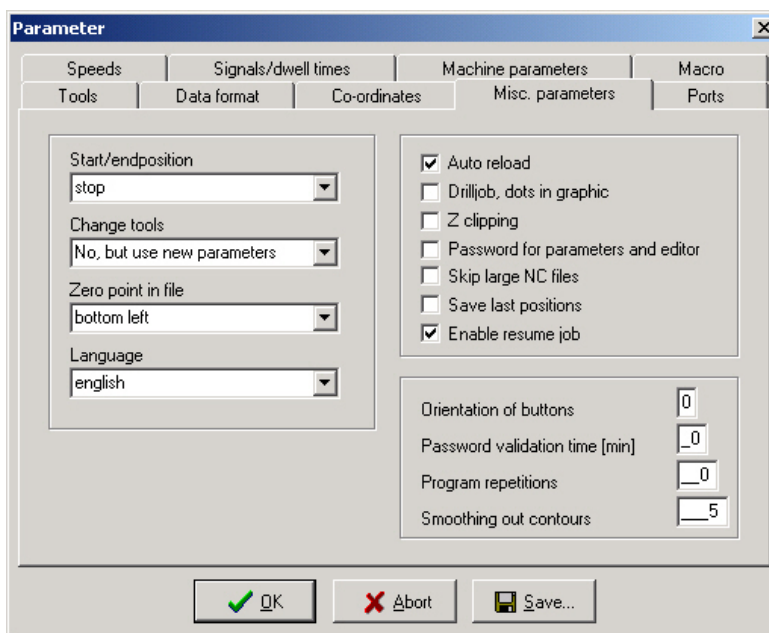 Parameter
Speeds
Signals/dwell times
Machine parameters
Macro
Tools
Data format
Co-ordinates
Misc. parameters
Ports
Start/endposition
stop
Change tools
No, but use new parameters
Zero point in file
bottom left
Language
english
Auto reload
Drilljob, dots in graphic
Z clipping
Password for parameters and editor
Skip large NC files
Save last positions
Enable resume job
Orientation of buttons 0
Password validation time [min] _0
Program repetitions __0
Smoothing out contours ___5
OK
Abort
Save...